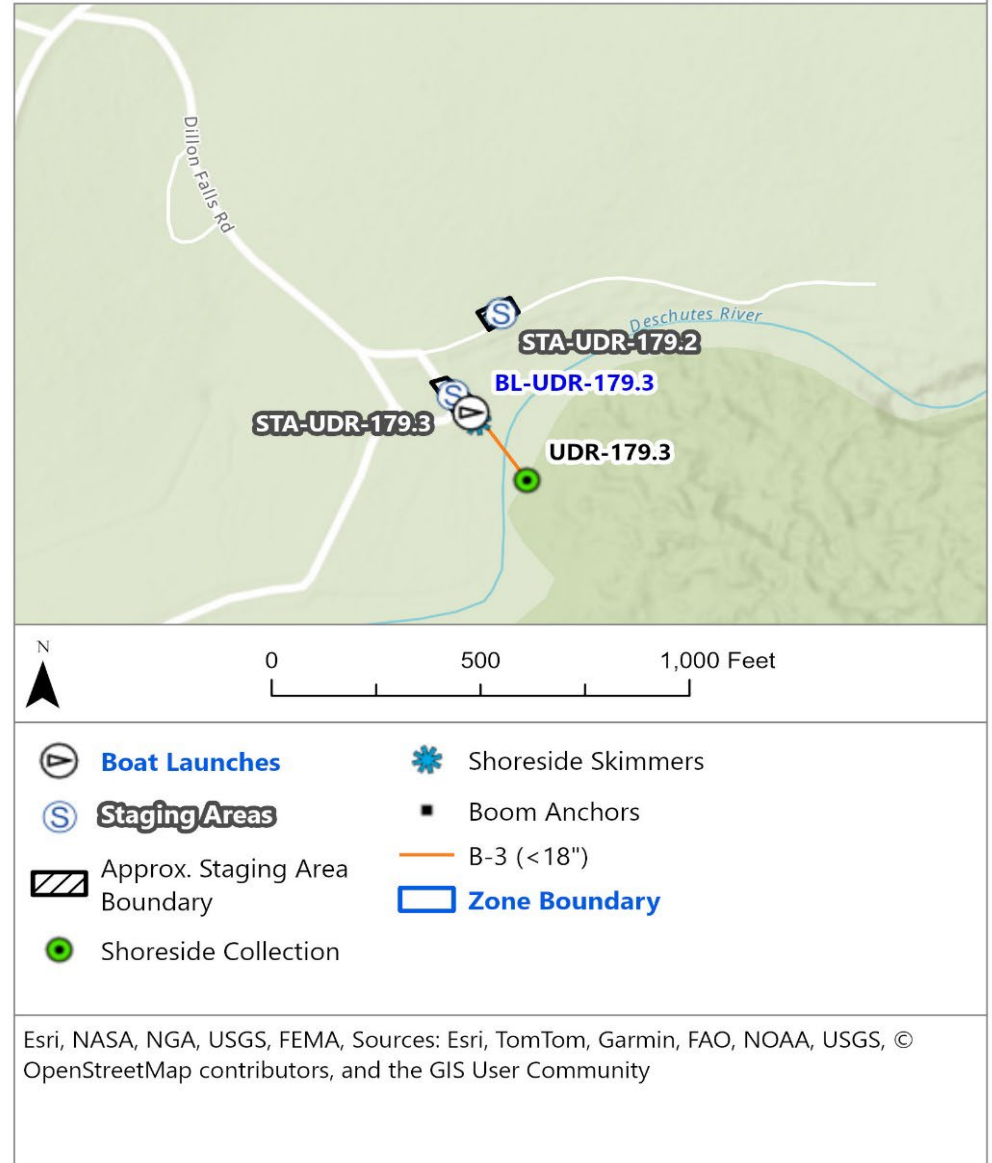 Dillon Falls Rd
Deschutes River
STA-UDR-179.2
BL-UDR-179.3
STA-UDR-179.3
UDR-179.3
N
0 500 1,000 Feet
Boat Launches
Staging Areas
Approx. Staging Area
Boundary
Shoreside Collection
Shoreside Skimmers
Boom Anchors
B-3 (<18")
Zone Boundary
Esri, NASA, NGA, USGS, FEMA, Sources: Esri, TomTom, Garmin, FAO, NOAA, USGS, ©
OpenStreetMap contributors, and the GIS User Community